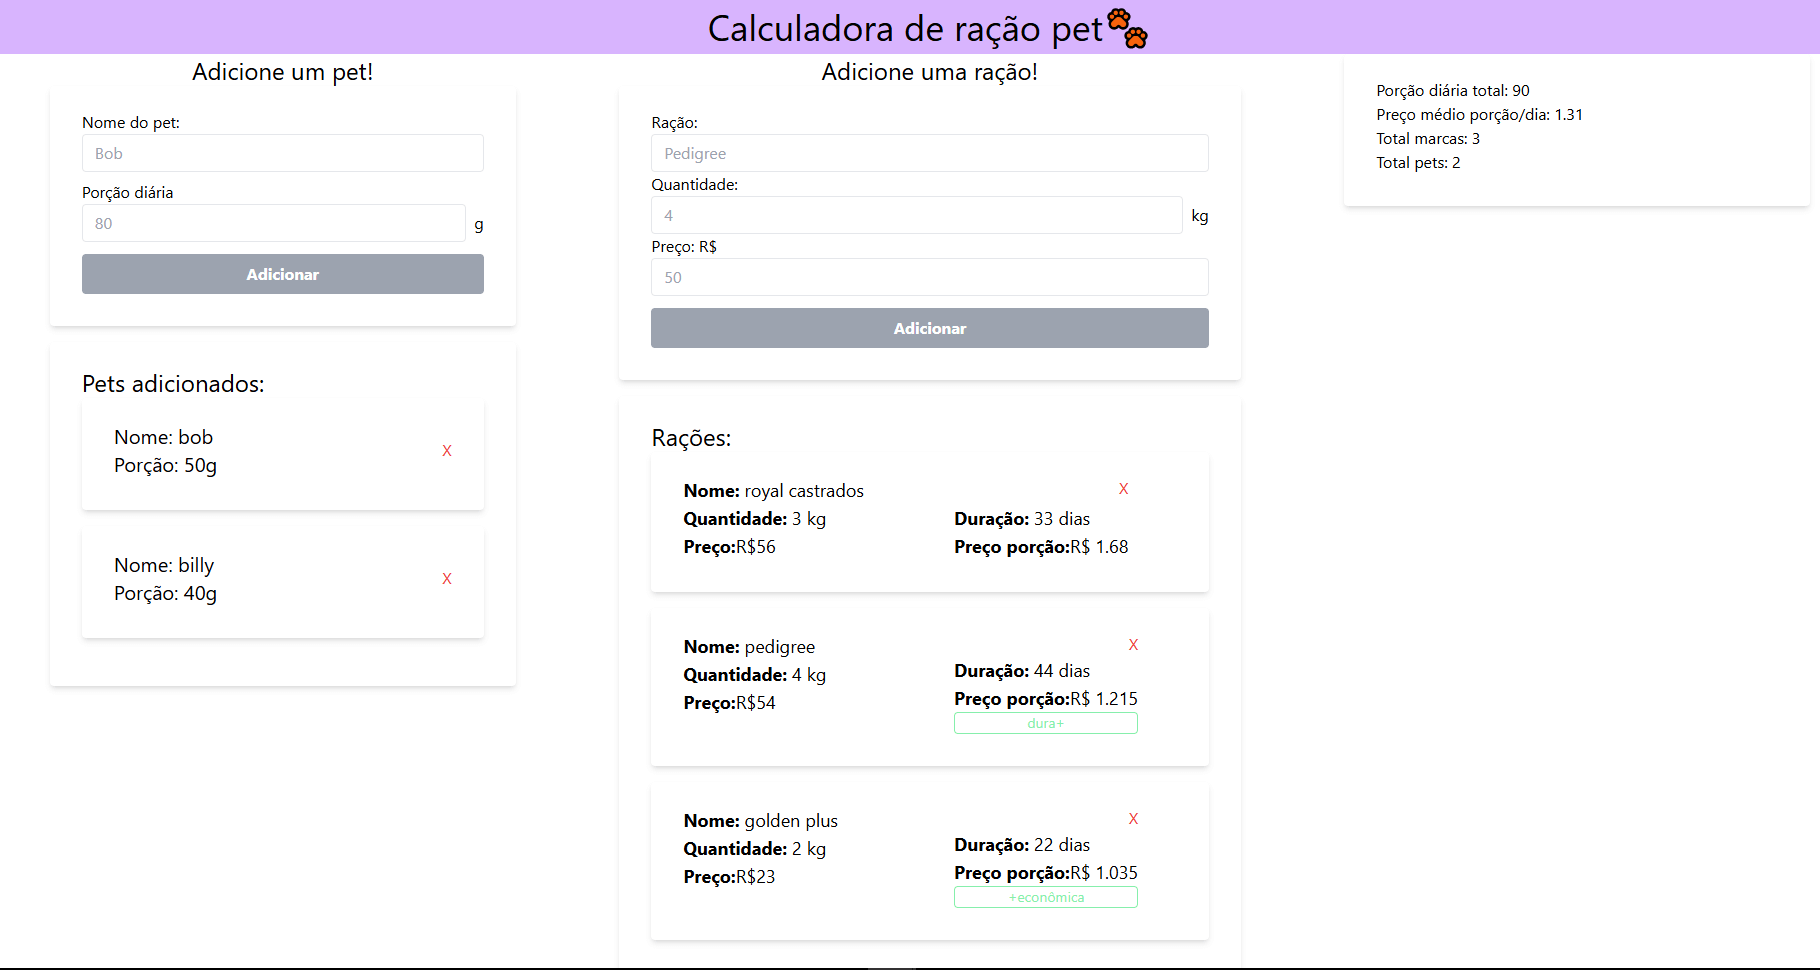 Calculadora de ração pet
Adicione um pet!
Nome do pet:
Bob
Porção diária
80
g
Adicionar
Pets adicionados:
Nome: bob
Porção: 50g
X
Nome: billy
Porção: 40g
X
Adicione uma ração!
Ração:
Pedigree
Quantidade:
4
kg
Preço: R$
50
Adicionar
Rações:
Nome: royal castrados
Quantidade: 3 kg
Preço:R$56
X
Duração: 33 dias
Preço porção:R$ 1.68
Nome: pedigree
Quantidade: 4 kg
Preço:R$54
X
Duração: 44 dias
Preço porção:R$ 1.215
dura+
Nome: golden plus
Quantidade: 2 kg
Preço:R$23
X
Duração: 22 dias
Preço porção:R$ 1.035
+econômica
Porção diária total: 90
Preço médio porção/dia: 1.31
Total marcas: 3
Total pets: 2